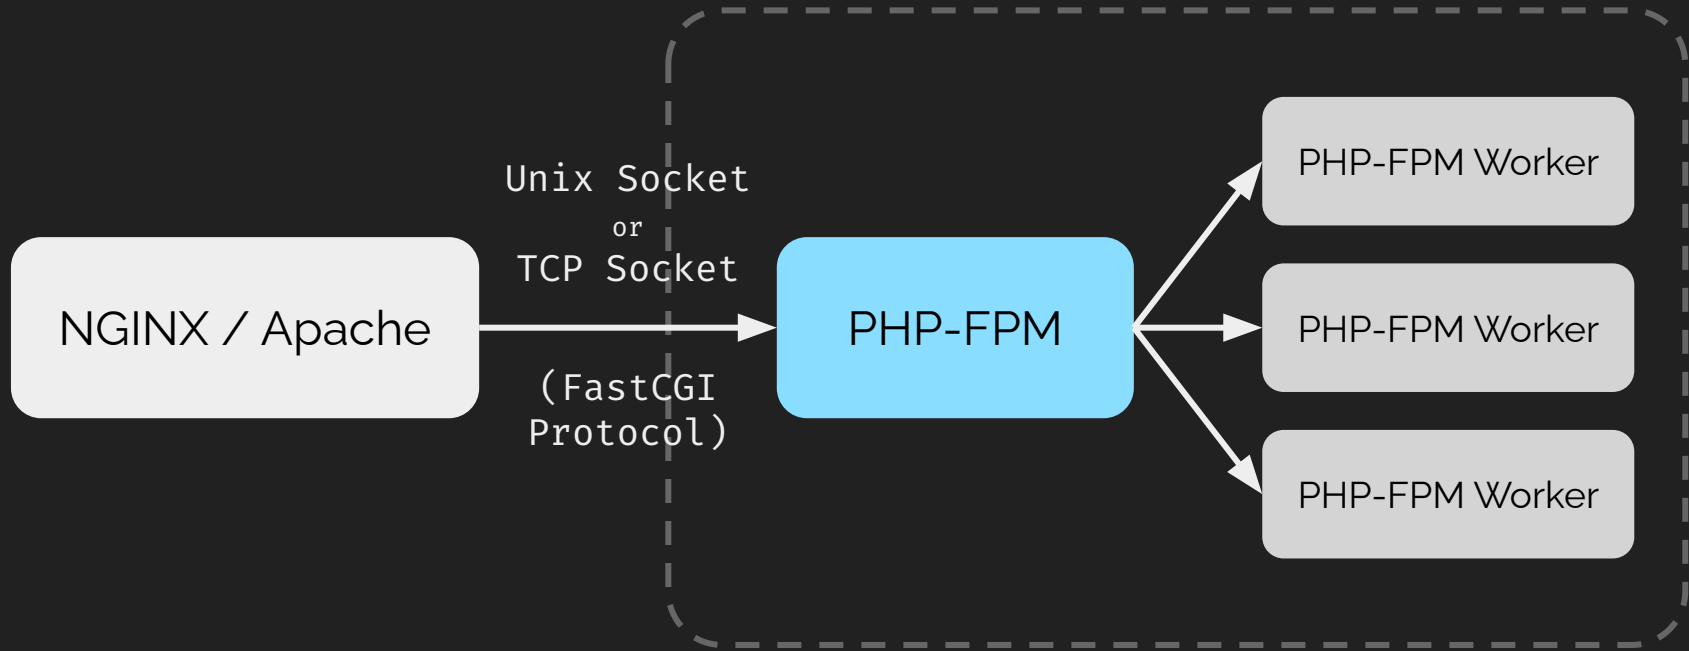 NGINX / Apache
Unix Socket
or
TCP Socket
(FastCGI
Protocol)
PHP-FPM
PHP-FPM Worker
PHP-FPM Worker
PHP-FPM Worker